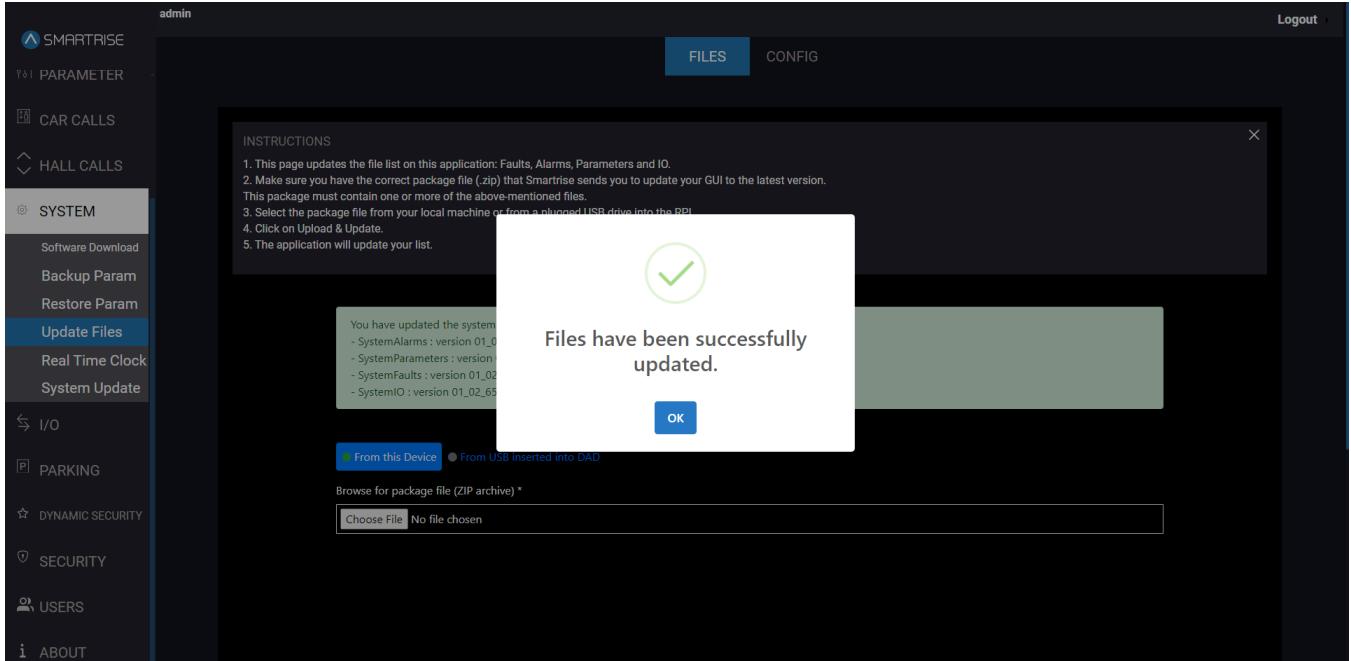 admin
Logout
SMARTRISE
FILES
CONFIG
PARAMETER
CAR CALLS
HALL CALLS
SYSTEM
Software Download
Backup Param
Restore Param
Update Files
Real Time Clock
System Update
I/O
PARKING
DYNAMIC SECURITY
SECURITY
USERS
ABOUT
INSTRUCTIONS
1. This page updates the file list on this application: Faults, Alarms, Parameters and IO.
2. Make sure you have the correct package file (.zip) that Smartrise sends you to update your GUI to the latest version.
This package must contain one or more of the above-mentioned files.
3. Select the package file from your local machine or from a plugged USB drive into the RPI
4. Click on Upload & Update.
5. The application will update your list.
You have updated the system
- SystemAlarms : version 01_0
- SystemParameters : version
- SystemFaults : version 01_02
- SystemIO : version 01_02_65
Files have been successfully
updated.
OK
From this Device
From USB inserted into DAD
Browse for package file (ZIP archive) *
Choose File No file chosen